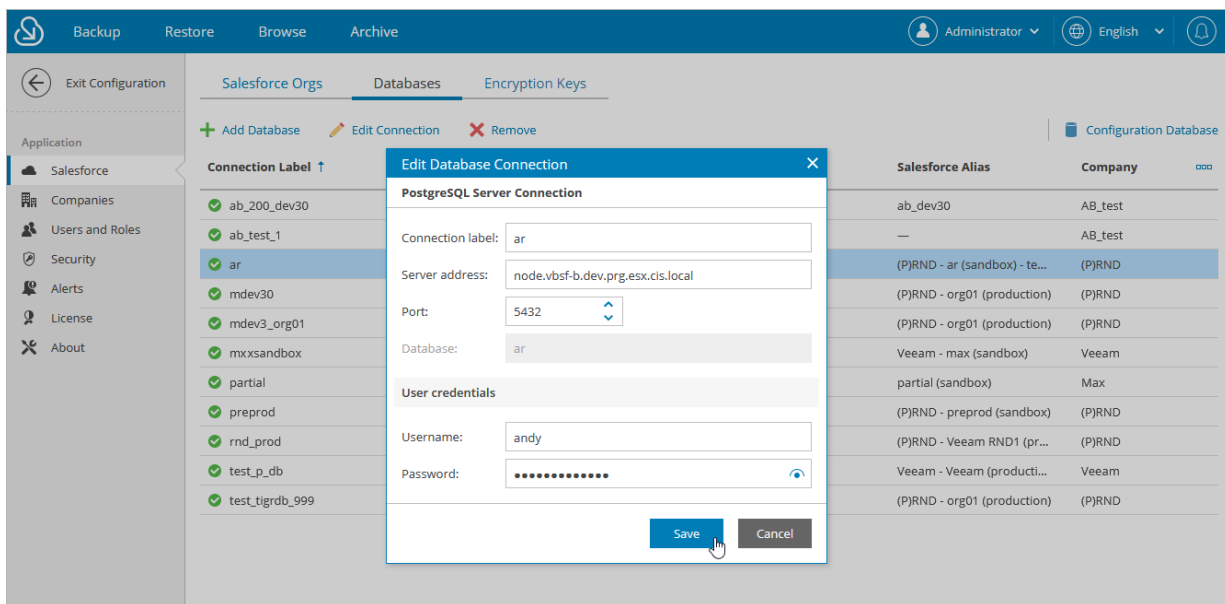 Backup Restore Browse Archive Administrator English
Exit Configuration
Salesforce Orgs Databases Encryption Keys
Add Database Edit Connection Remove Configuration Database
Application
Salesforce
Companies
Users and Roles
Security
Alerts
License
About
Connection Label ↑ Salesforce Alias Company
ab_200_dev30 ab_dev30 AB_test
ab_test_1 — AB_test
ar (P)RND - ar (sandbox) - te... (P)RND
mdev30 (P)RND - org01 (production) (P)RND
mdev3_org01 (P)RND - org01 (production) (P)RND
mxxsandbox Veeam - max (sandbox) Veeam
partial partial (sandbox) Max
preprod (P)RND - preprod (sandbox) (P)RND
rnd_prod (P)RND - Veeam RND1 (pr... (P)RND
test_p_db Veeam - Veeam (producti... Veeam
test_tigrdb_999 (P)RND - org01 (production) (P)RND
Edit Database Connection
PostgreSQL Server Connection
Connection label: ar
Server address: node.vbsf-b.dev.prg.esx.cis.local
Port: 5432
Database: ar
User credentials
Username: andy
Password: •••••••••••••
Save Cancel